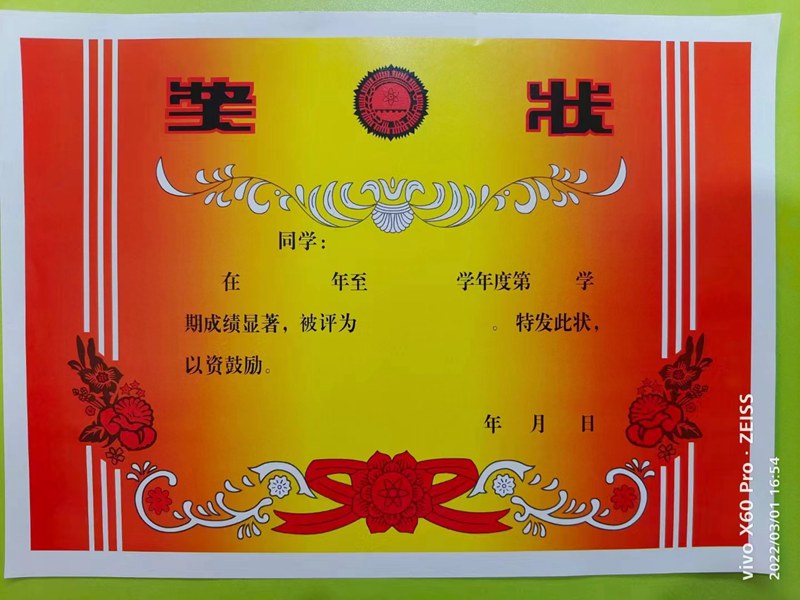 奖状
同学：
在 年至 学年度第 学
期成绩显著，被评为 。特发此状，
以资鼓励。
年 月 日
vivo X60 Pro · ZEISS
2022/03/01 16:54